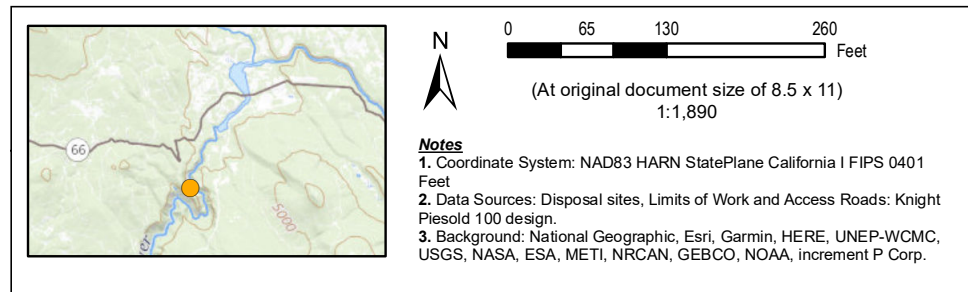 66
5000
er
N
0 65 130 260
Feet
(At original document size of 8.5 x 11)
1:1,890
Notes
1. Coordinate System: NAD83 HARN StatePlane California I FIPS 0401
Feet
2. Data Sources: Disposal sites, Limits of Work and Access Roads: Knight
Piesold 100 design.
3. Background: National Geographic, Esri, Garmin, HERE, UNEP-WCMC,
USGS, NASA, ESA, METI, NRCAN, GEBCO, NOAA, increment P Corp.